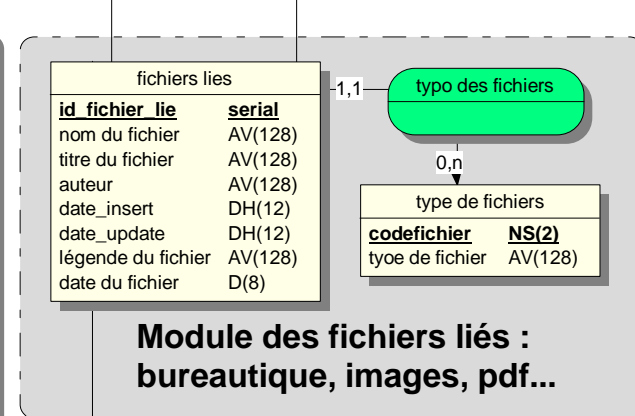 fichiers lies
id_fichier_lie serial
nom du fichier AV(128)
titre du fichier AV(128)
auteur AV(128)
date_insert DH(12)
date_update DH(12)
légende du fichier AV(128)
date du fichier D(8)
1,1
typo des fichiers
0,n
type de fichiers
codefichier NS(2)
tyoe de fichier AV(128)
Module des fichiers liés :
bureautique, images, pdf...